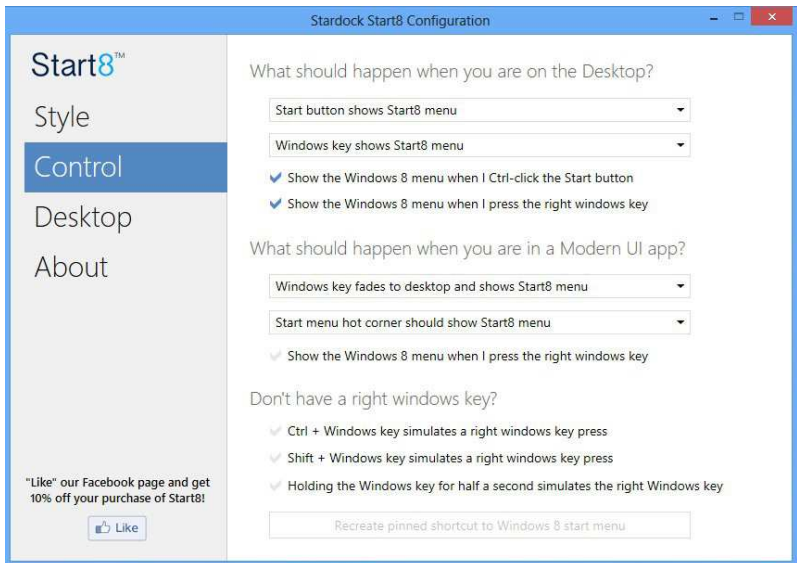 Stardock Start8 Configuration
Start8™
Style
Control
Desktop
About
"Like" our Facebook page and get
10% off your purchase of Start8!
Like
What should happen when you are on the Desktop?
Start button shows Start8 menu
Windows key shows Start8 menu
Show the Windows 8 menu when I Ctrl-click the Start button
Show the Windows 8 menu when I press the right windows key
What should happen when you are in a Modern UI app?
Windows key fades to desktop and shows Start8 menu
Start menu hot corner should show Start8 menu
Show the Windows 8 menu when I press the right windows key
Don't have a right windows key?
Ctrl + Windows key simulates a right windows key press
Shift + Windows key simulates a right windows key press
Holding the Windows key for half a second simulates the right Windows key
Recreate pinned shortcut to Windows 8 start menu